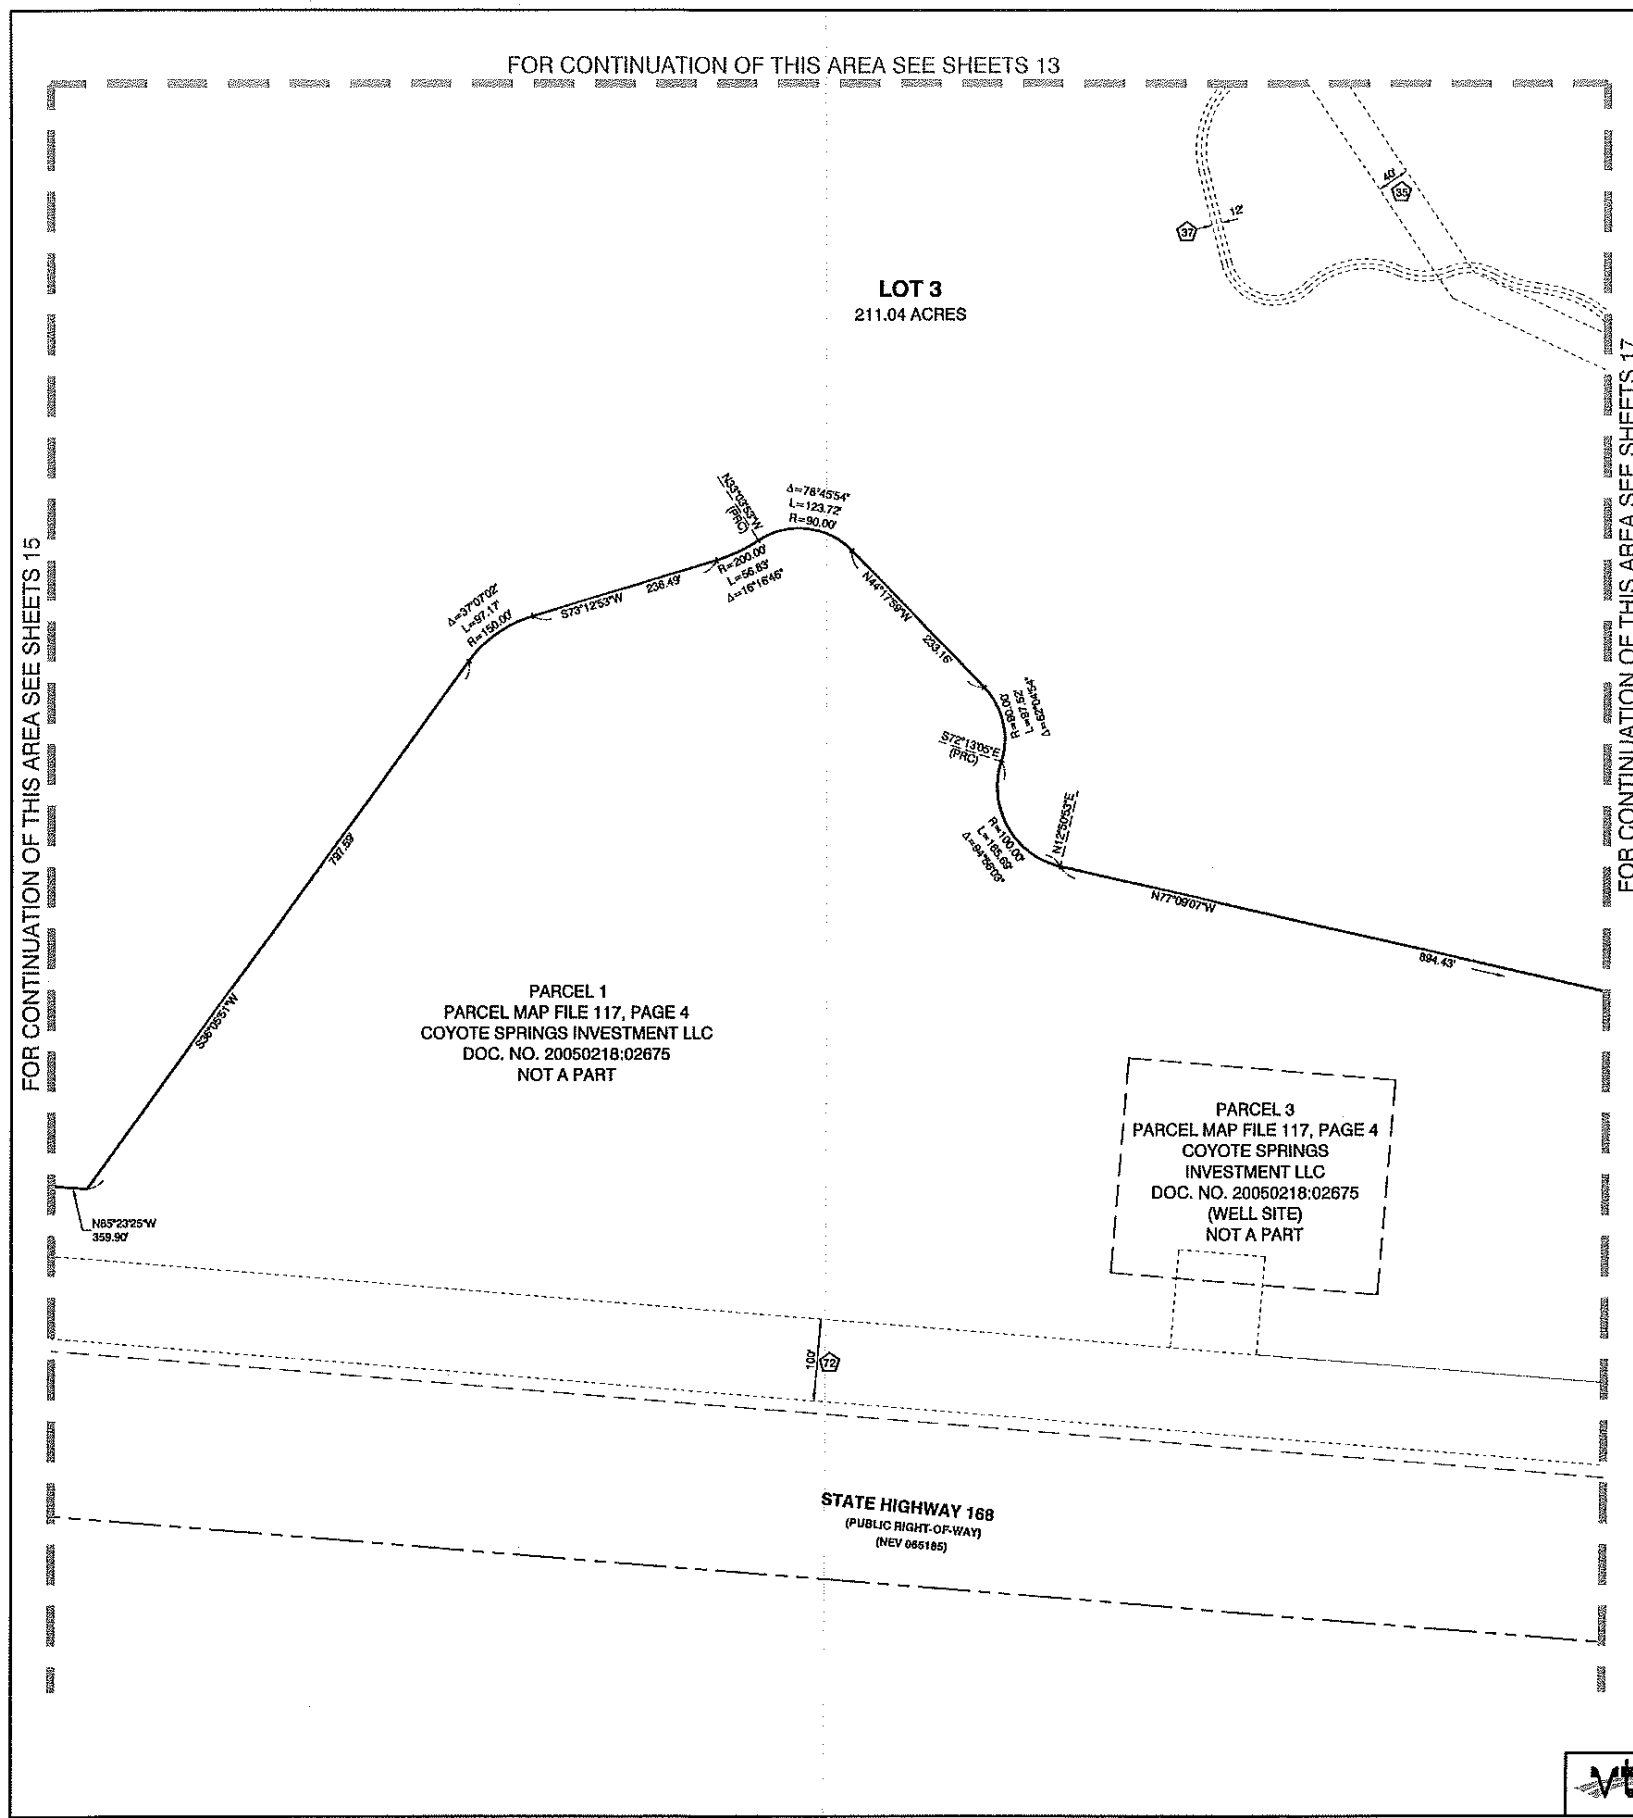 FOR CONTINUATION OF THIS AREA SEE SHEETS 13
40'
35
12'
37
LOT 3
211.04 ACRES
FOR CONTINUATION OF THIS AREA SEE SHEETS 15
FOR CONTINUATION OF THIS AREA SEE SHEETS 17
N33°03'53"W
(PRC)
Δ=78°45'54"
L=123.72'
R=90.00'
R=200.00'
L=56.83'
Δ=16°16'46"
Δ=37°07'02"
L=97.17'
R=150.00'
S73°12'53"W
236.49'
N44°17'59"W
233.16'
R=90.00'
L=97.52'
Δ=62°04'54"
S72°13'05"E
(PRC)
R=100.00'
L=165.69'
Δ=94°56'03"
N12°50'53"E
N77°09'07"W
894.43'
797.59'
S36°05'51"W
PARCEL 1
PARCEL MAP FILE 117, PAGE 4
COYOTE SPRINGS INVESTMENT LLC
DOC. NO. 20050218:02675
NOT A PART
PARCEL 3
PARCEL MAP FILE 117, PAGE 4
COYOTE SPRINGS
INVESTMENT LLC
DOC. NO. 20050218:02675
(WELL SITE)
NOT A PART
N85°23'25"W
359.90'
100'
72
STATE HIGHWAY 168
(PUBLIC RIGHT-OF-WAY)
(NEV 065185)